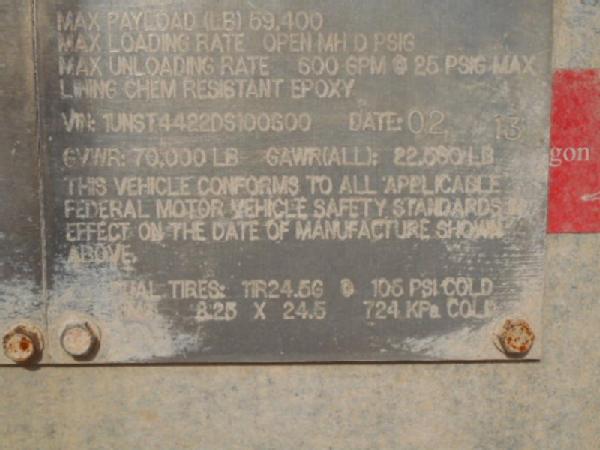 MAX PAYLOAD (LB) 59,400
MAX LOADING RATE OPEN MH 0 PSIG
MAX UNLOADING RATE 600 GPM @ 25 PSIG MAX
LINING CHEM RESISTANT EPOXY
VIN: 1UNST4422DS100600 DATE: 02 13
GVWR: 70,000 LB GAWR(ALL): LB
THIS VEHICLE CONFORMS TO ALL APPLICABLE
FEDERAL MOTOR VEHICLE SAFETY STANDARDS IN
EFFECT ON THE DATE OF MANUFACTURE SHOWN
ABOVE.
DUAL TIRES: 11R24.5G @ 105 PSI COLD
8.25 X 24.5 724 KPa COLD
gon